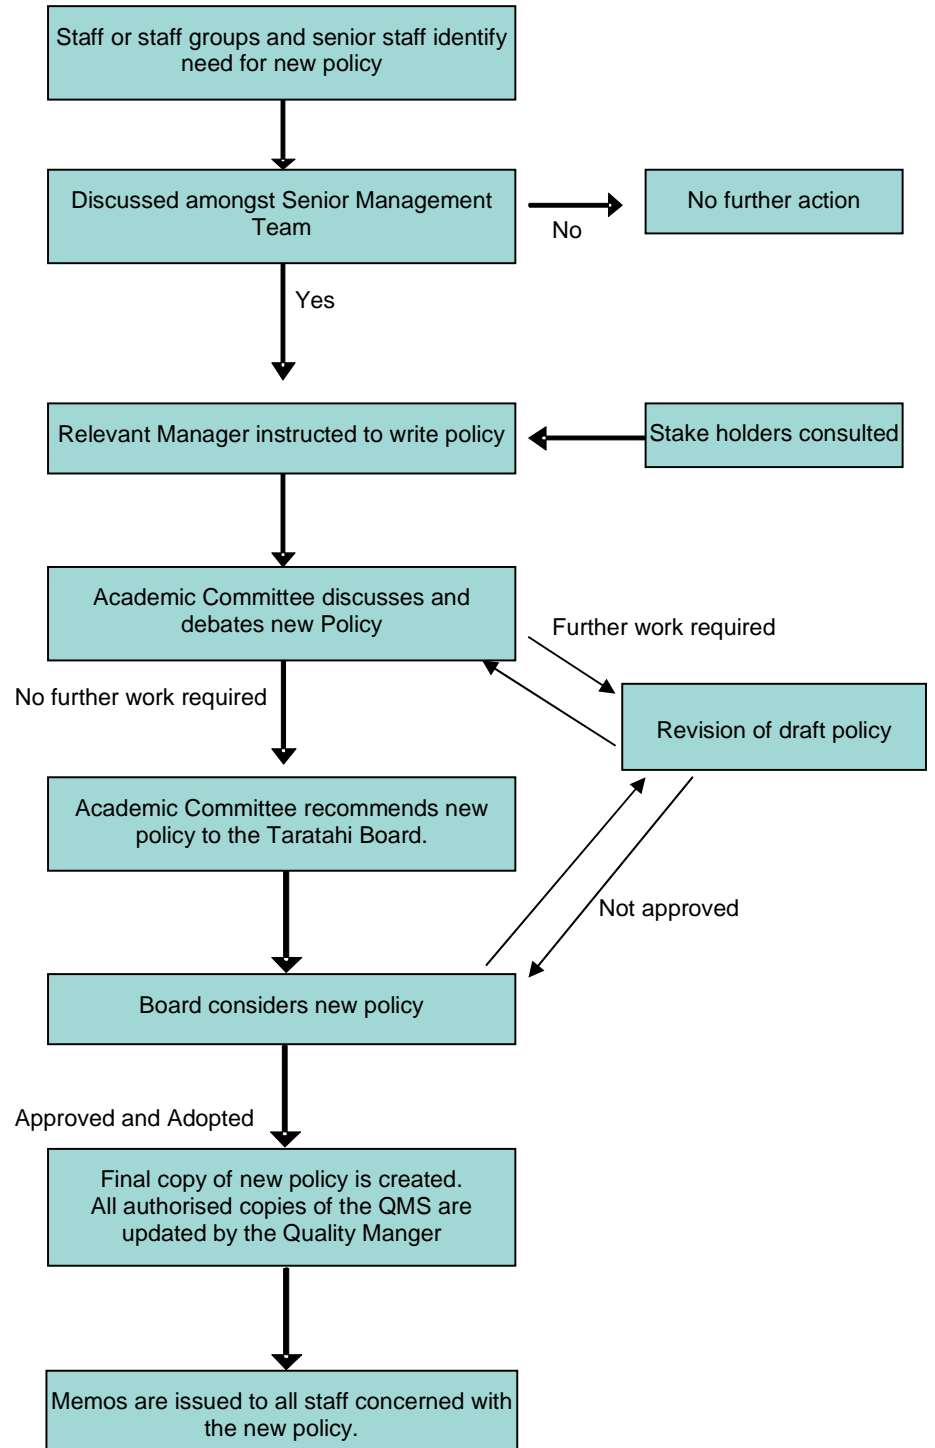 Staff or staff groups and senior staff identify
need for new policy
Discussed amongst Senior Management
Team
No further action
No
Yes
Relevant Manager instructed to write policy
Stake holders consulted
Academic Committee discusses and
debates new Policy
Further work required
No further work required
Revision of draft policy
Academic Committee recommends new
policy to the Taratahi Board.
Not approved
Board considers new policy
Approved and Adopted
Final copy of new policy is created.
All authorised copies of the QMS are
updated by the Quality Manger
Memos are issued to all staff concerned with
the new policy.